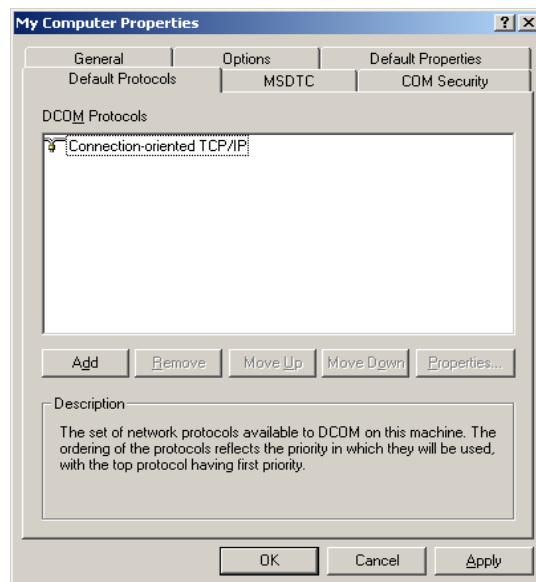 My Computer Properties
General Options Default Properties
Default Protocols MSDTC COM Security
DCOM Protocols
Connection-oriented TCP/IP
Add Remove Move Up Move Down Properties...
Description
The set of network protocols available to DCOM on this machine. The
ordering of the protocols reflects the priority in which they will be used,
with the top protocol having first priority.
OK Cancel Apply